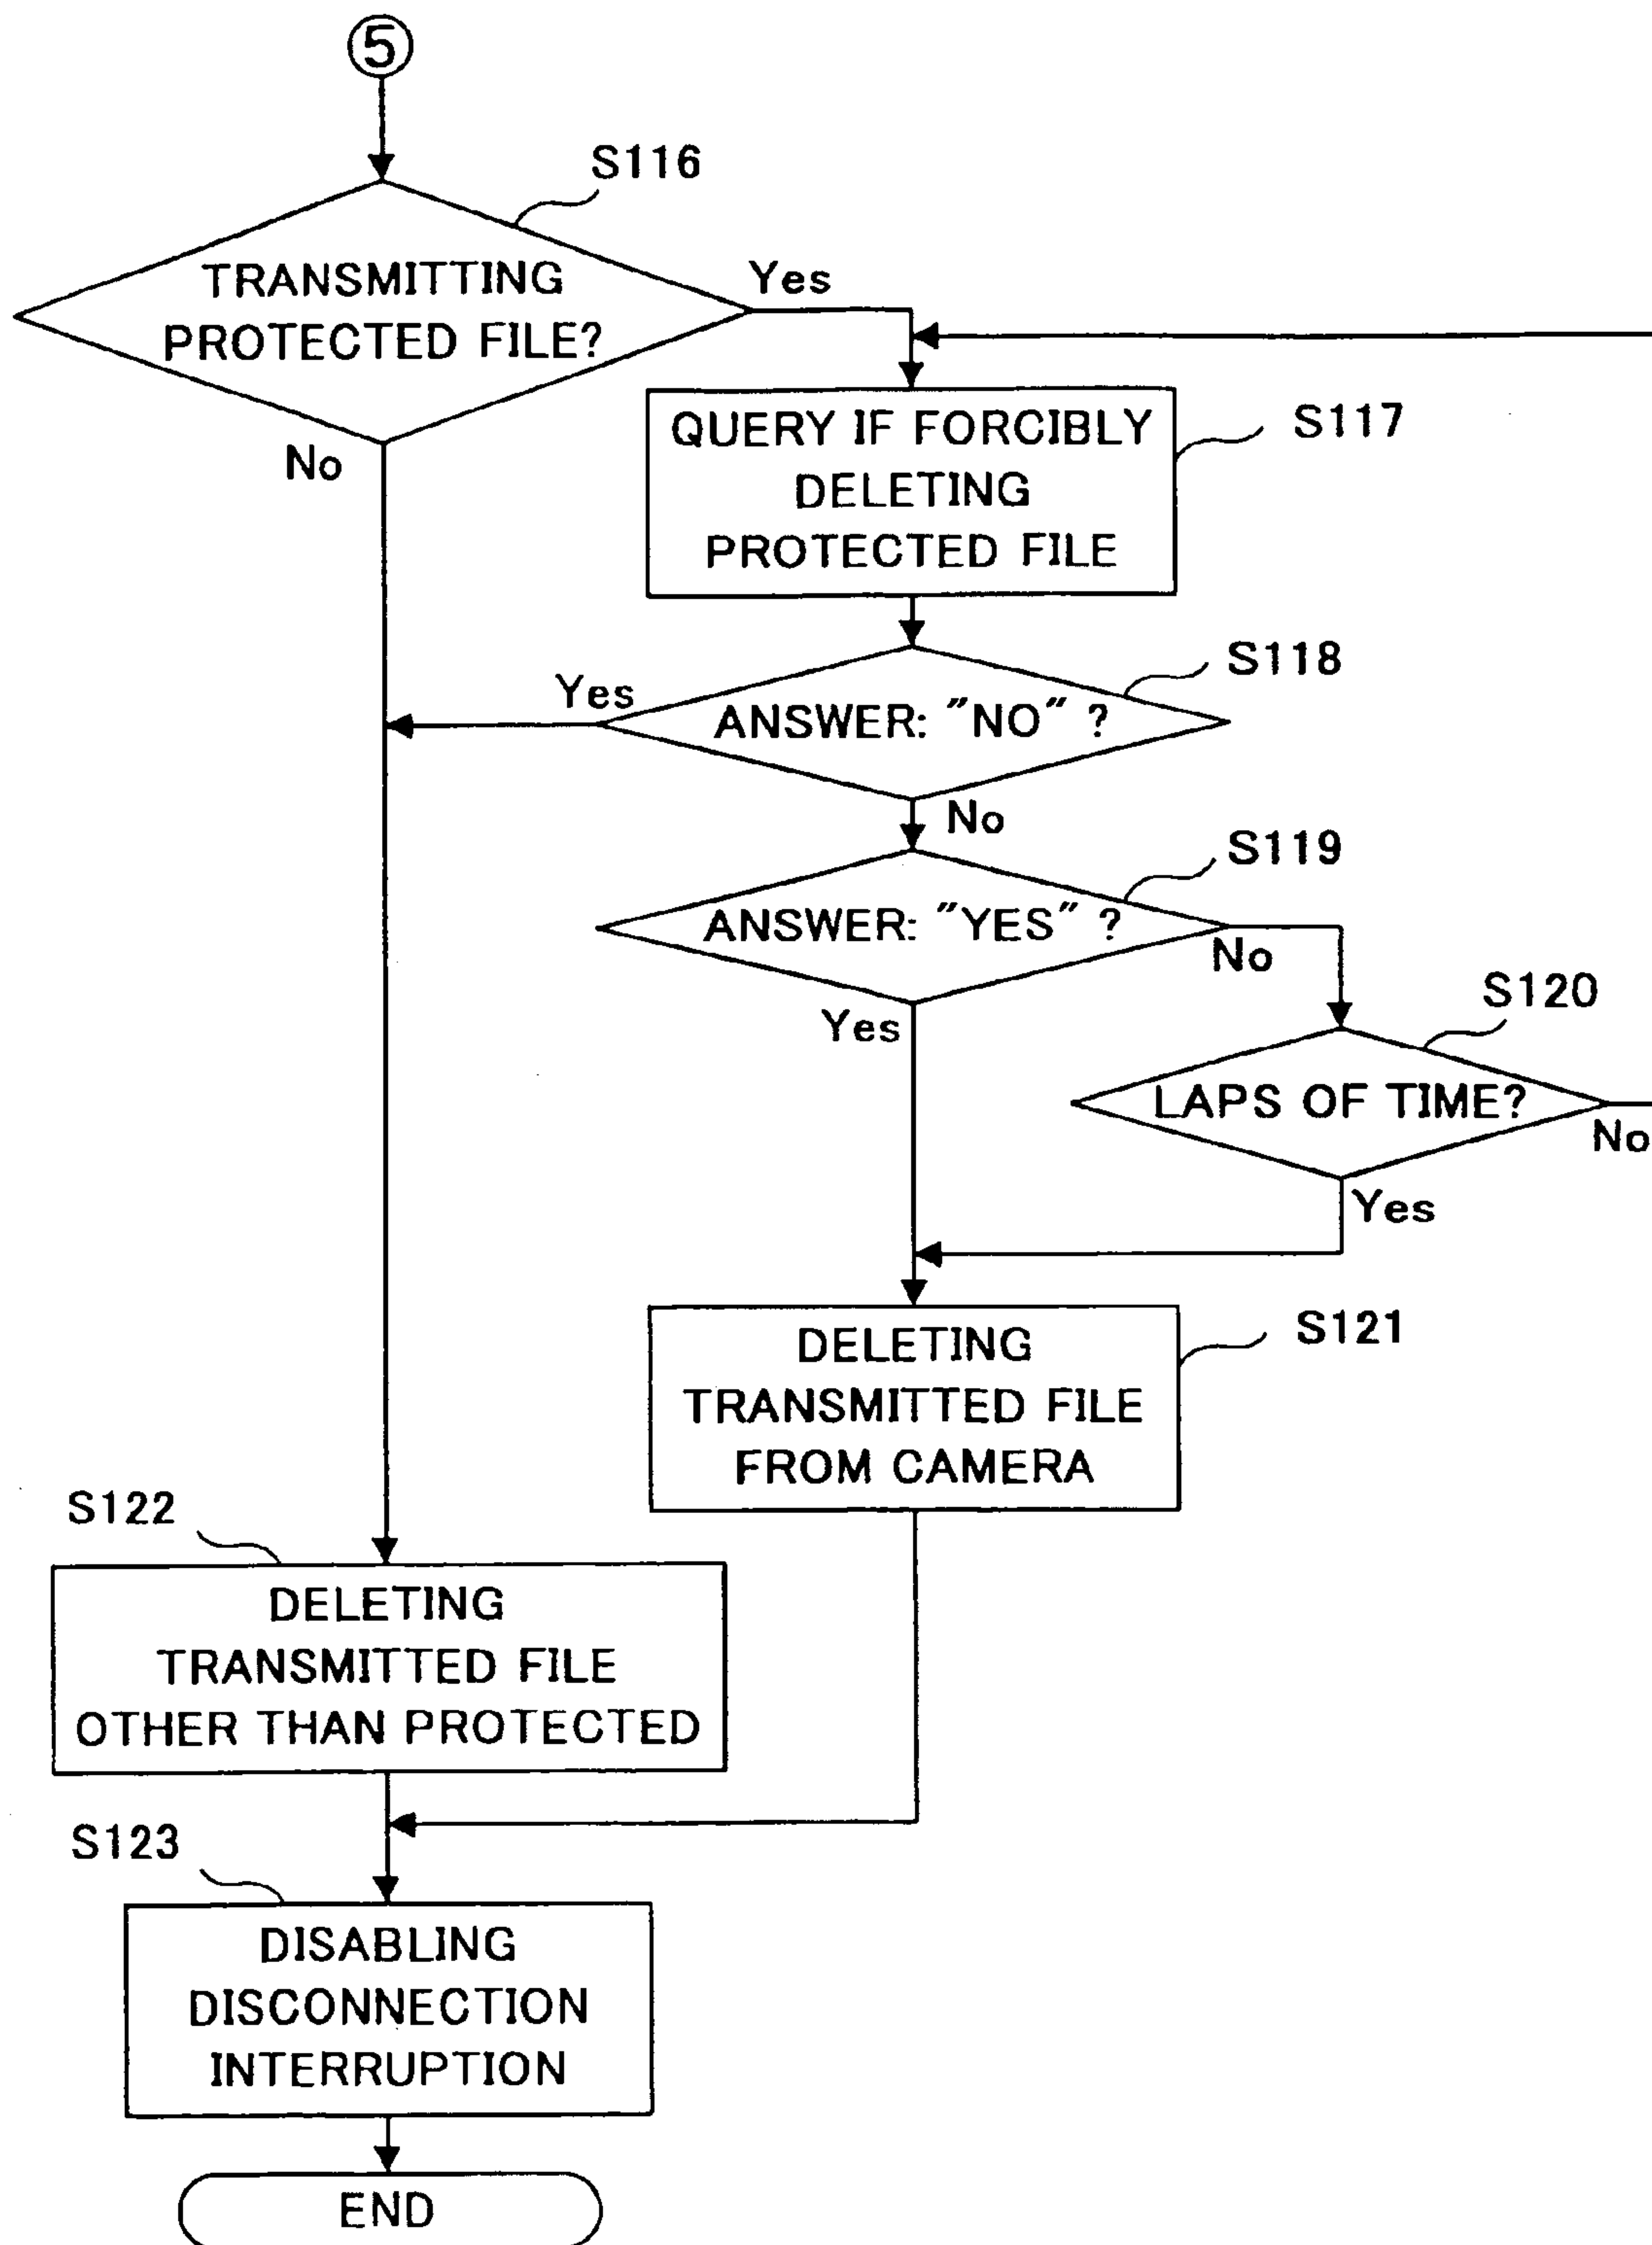 5
S116
TRANSMITTING
PROTECTED FILE?
Yes
No
QUERY IF FORCIBLY
DELETING
PROTECTED FILE
S117
S118
Yes
ANSWER: "NO" ?
No
S119
ANSWER: "YES" ?
No
Yes
S120
LAPS OF TIME?
No
Yes
DELETING
TRANSMITTED FILE
FROM CAMERA
S121
S122
DELETING
TRANSMITTED FILE
OTHER THAN PROTECTED
S123
DISABLING
DISCONNECTION
INTERRUPTION
END